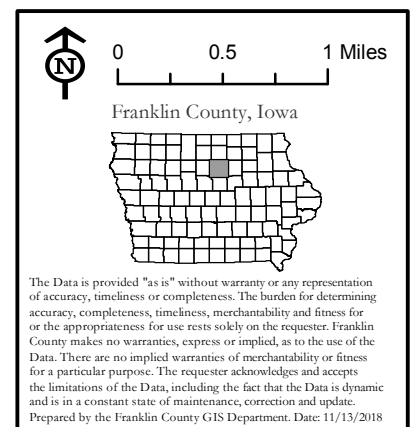 N
0 0.5 1 Miles
Franklin County, Iowa
The Data is provided "as is" without warranty or any representation
of accuracy, timeliness or completeness. The burden for determining
accuracy, completeness, timeliness, merchantability and fitness for
or the appropriateness for use rests solely on the requester. Franklin
County makes no warranties, express or implied, as to the use of the
Data. There are no implied warranties of merchantability or fitness
for a particular purpose. The requester acknowledges and accepts
the limitations of the Data, including the fact that the Data is dynamic
and is in a constant state of maintenance, correction and update.
Prepared by the Franklin County GIS Department. Date: 11/13/2018